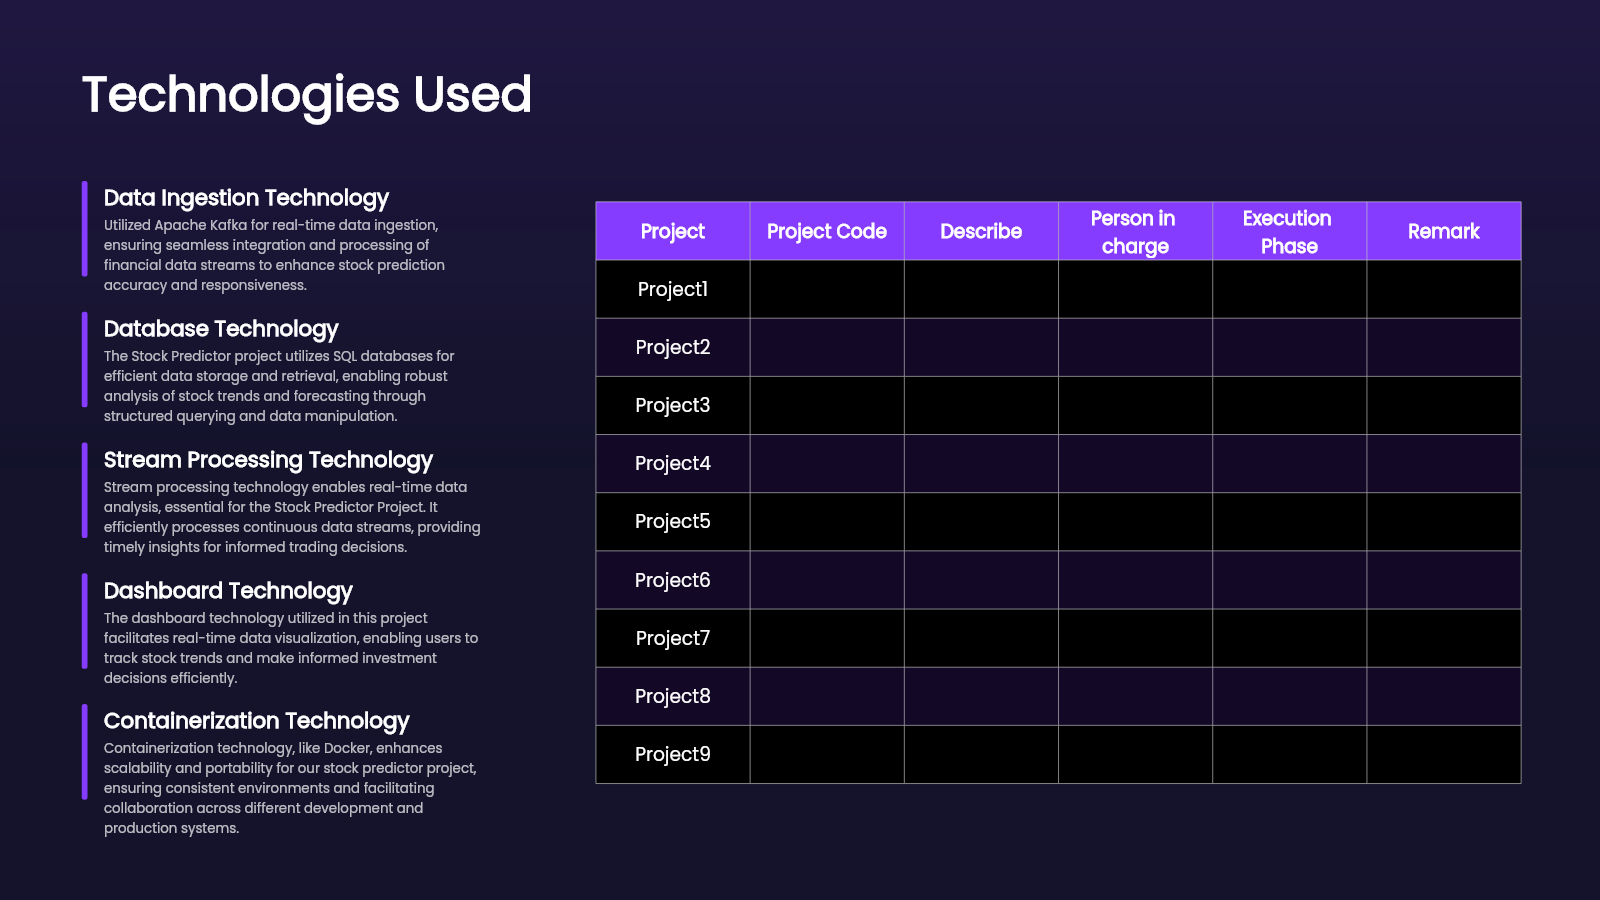 Technologies Used
Data Ingestion Technology
Utilized Apache Kafka for real-time data ingestion,
ensuring seamless integration and processing of
financial data streams to enhance stock prediction
accuracy and responsiveness.
Database Technology
The Stock Predictor project utilizes SQL databases for
efficient data storage and retrieval, enabling robust
analysis of stock trends and forecasting through
structured querying and data manipulation.
Stream Processing Technology
Stream processing technology enables real-time data
analysis, essential for the Stock Predictor Project. It
efficiently processes continuous data streams, providing
timely insights for informed trading decisions.
Dashboard Technology
The dashboard technology utilized in this project
facilitates real-time data visualization, enabling users to
track stock trends and make informed investment
decisions efficiently.
Containerization Technology
Containerization technology, like Docker, enhances
scalability and portability for our stock predictor project,
ensuring consistent environments and facilitating
collaboration across different development and
production systems.
Project
Project Code
Describe
Person in
charge
Execution
Phase
Remark
Project1
Project2
Project3
Project4
Project5
Project6
Project7
Project8
Project9